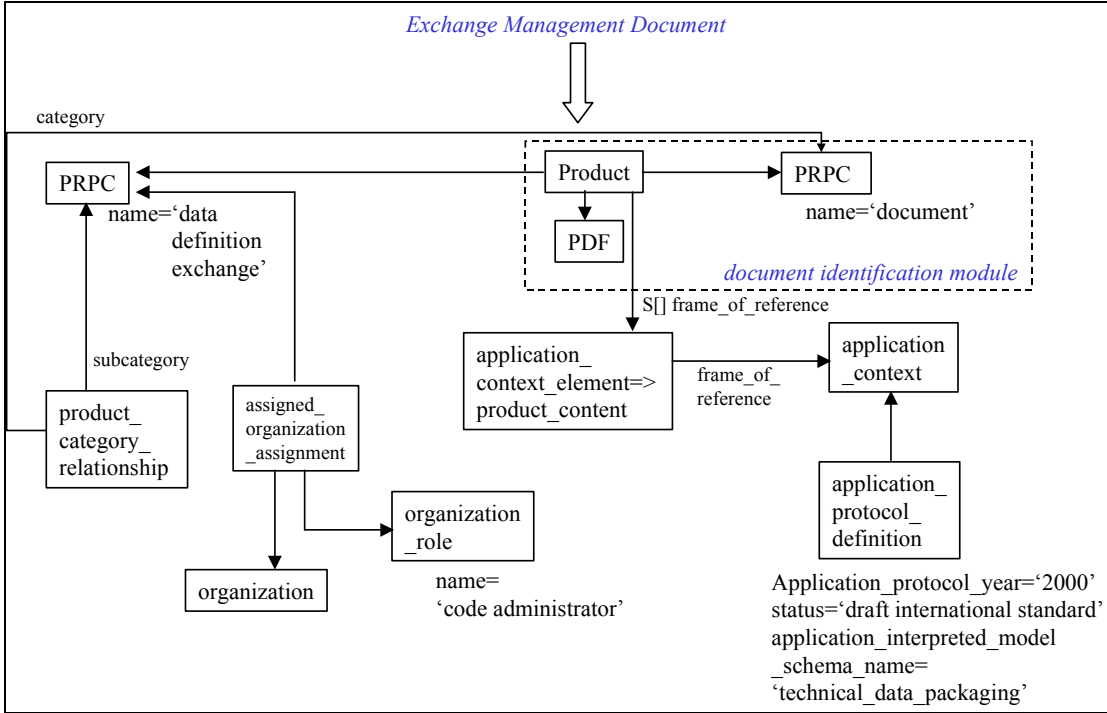 Exchange Management Document
category
PRPC
name=‘data
definition
exchange’
Product
PDF
PRPC
name=‘document’
document identification module
S[] frame_of_reference
subcategory
product_
category_
relationship
assigned_
organization
_assignment
application_
context_element=>
product_content
frame_of_
reference
application
_context
organization
_role
name=
‘code administrator’
organization
application_
protocol_
definition
Application_protocol_year=‘2000’
status=‘draft international standard’
application_interpreted_model
_schema_name=
‘technical_data_packaging’